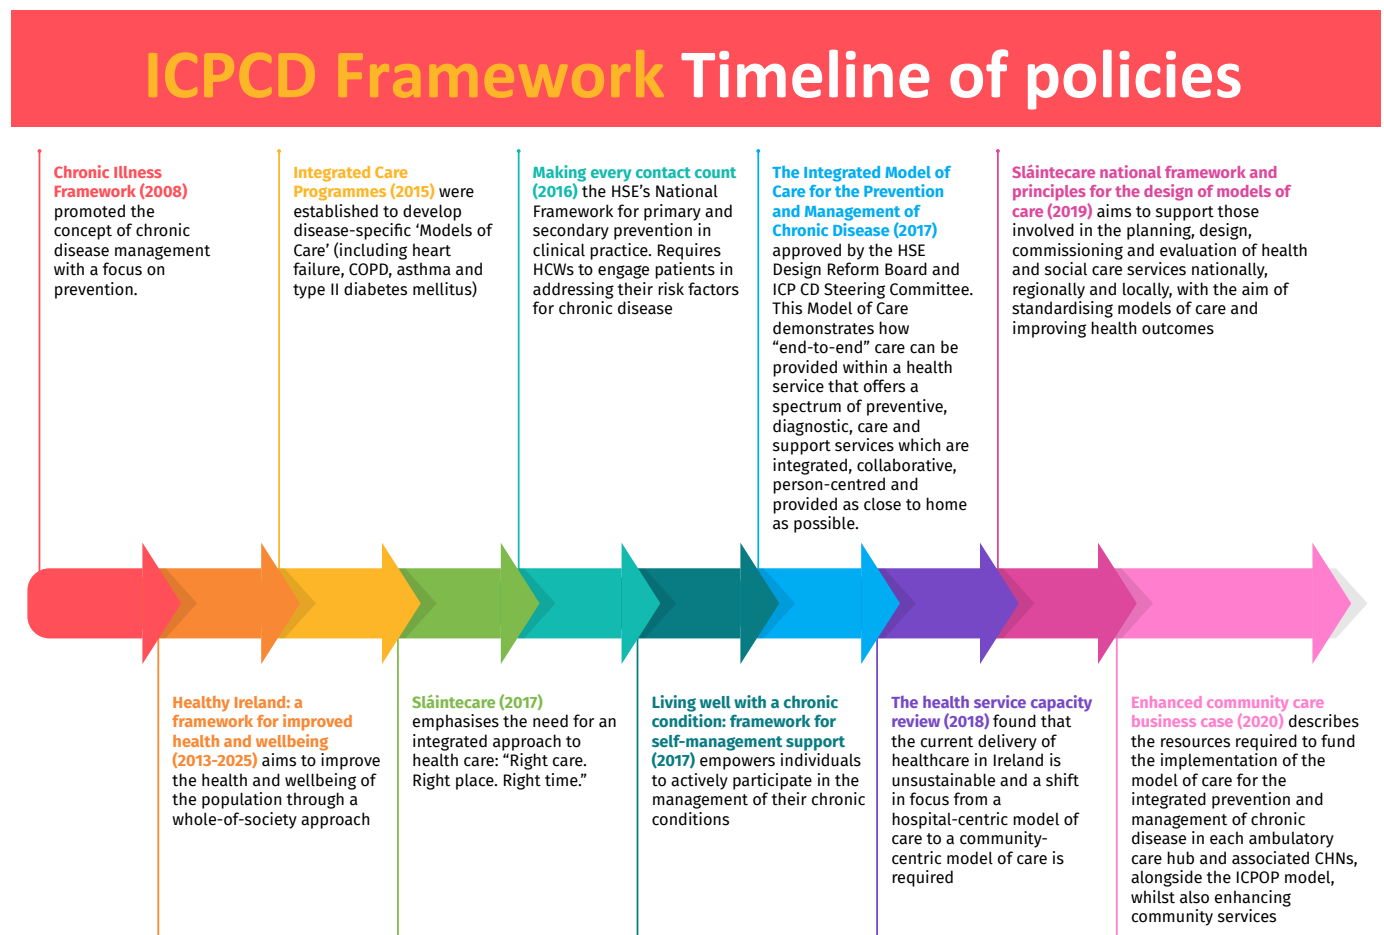 ICPCD Framework Timeline of policies
Chronic Illness
Framework (2008)
promoted the
concept of chronic
disease management
with a focus on
prevention.
Integrated Care
Programmes (2015) were
established to develop
disease-specific ‘Models of
Care’ (including heart
failure, COPD, asthma and
type II diabetes mellitus)
Making every contact count
(2016) the HSE’s National
Framework for primary and
secondary prevention in
clinical practice. Requires
HCWs to engage patients in
addressing their risk factors
for chronic disease
The Integrated Model of
Care for the Prevention
and Management of
Chronic Disease (2017)
approved by the HSE
Design Reform Board and
ICP CD Steering Committee.
This Model of Care
demonstrates how
“end-to-end” care can be
provided within a health
service that offers a
spectrum of preventive,
diagnostic, care and
support services which are
integrated, collaborative,
person-centred and
provided as close to home
as possible.
Sláintecare national framework and
principles for the design of models of
care (2019) aims to support those
involved in the planning, design,
commissioning and evaluation of health
and social care services nationally,
regionally and locally, with the aim of
standardising models of care and
improving health outcomes
Healthy Ireland: a
framework for improved
health and wellbeing
(2013-2025) aims to improve
the health and wellbeing of
the population through a
whole-of-society approach
Sláintecare (2017)
emphasises the need for an
integrated approach to
health care: “Right care.
Right place. Right time.”
Living well with a chronic
condition: framework for
self-management support
(2017) empowers individuals
to actively participate in the
management of their chronic
conditions
The health service capacity
review (2018) found that
the current delivery of
healthcare in Ireland is
unsustainable and a shift
in focus from a
hospital-centric model of
care to a community-
centric model of care is
required
Enhanced community care
business case (2020) describes
the resources required to fund
the implementation of the
model of care for the
integrated prevention and
management of chronic
disease in each ambulatory
care hub and associated CHNs,
alongside the ICPOP model,
whilst also enhancing
community services